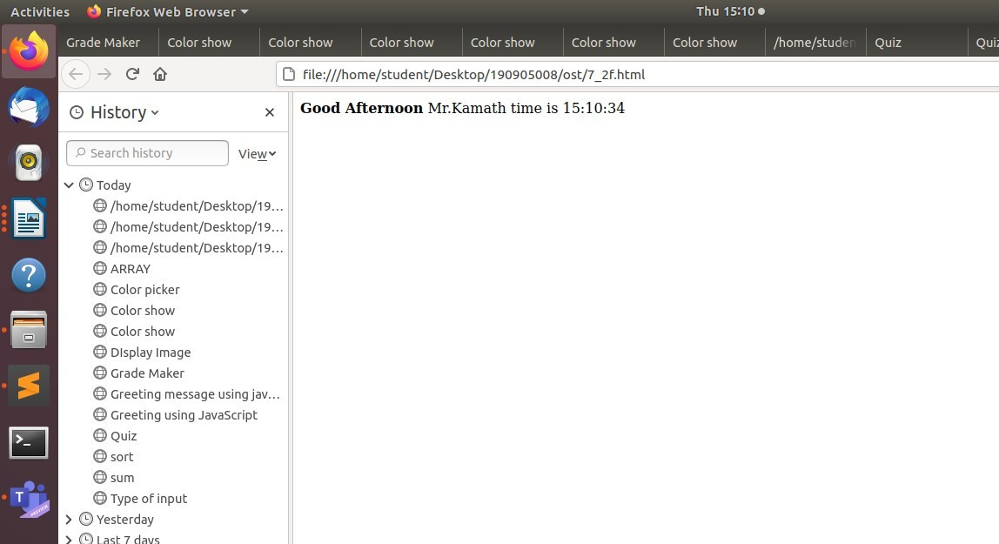 Activities Firefox Web Browser Thu 15:10
Grade Maker Color show Color show Color show Color show Color show Color show /home/studen Quiz Quiz
file:///home/student/Desktop/190905008/ost/7_2f.html
History
Good Afternoon Mr.Kamath time is 15:10:34
Search history View
Today
/home/student/Desktop/19...
/home/student/Desktop/19...
/home/student/Desktop/19...
ARRAY
Color picker
Color show
Color show
DIsplay Image
Grade Maker
Greeting message using jav...
Greeting using JavaScript
Quiz
sort
sum
Type of input
Yesterday
Last 7 days
T
PREVIEW